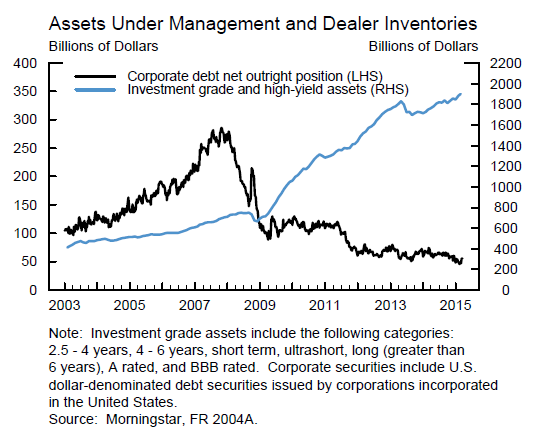 Assets Under Management and Dealer Inventories
Billions of Dollars Billions of Dollars
400 2200
2000
350 1800
300 1600
250 1400
1200
200 1000
150 800
100 600
400
50 200
0 0
Corporate debt net outright position (LHS)
Investment grade and high-yield assets (RHS)
2003 2005 2007 2009 2011 2013 2015
Note: Investment grade assets include the following categories:
2.5 - 4 years, 4 - 6 years, short term, ultrashort, long (greater than
6 years), A rated, and BBB rated. Corporate securities include U.S.
dollar-denominated debt securities issued by corporations incorporated
in the United States.
Source: Morningstar, FR 2004A.